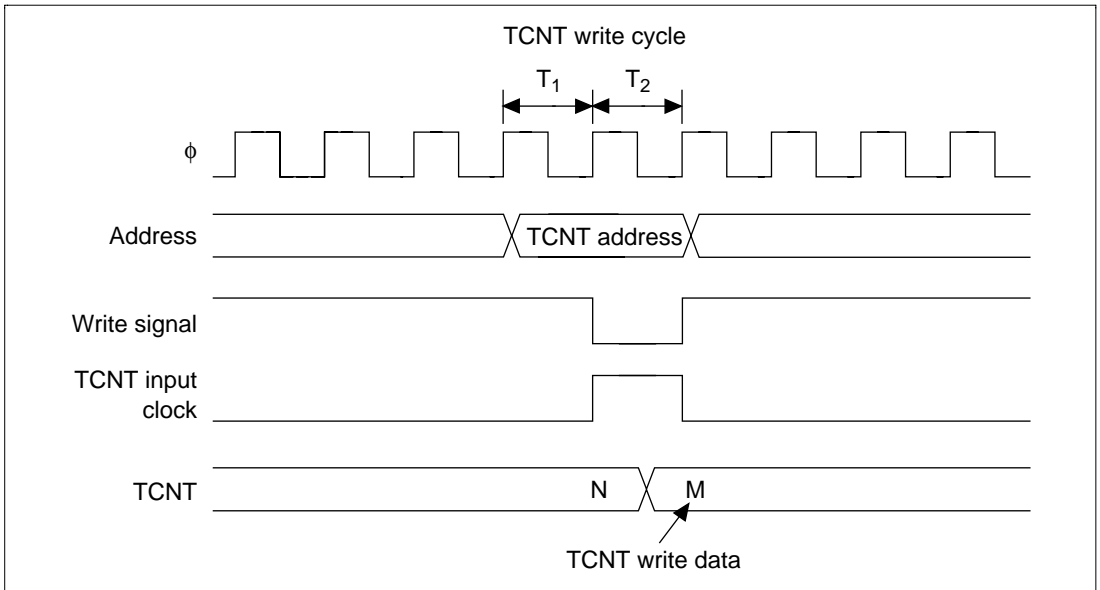 TCNT write cycle
T1 T2
ϕ
Address
TCNT address
Write signal
TCNT input
clock
TCNT
N M
TCNT write data